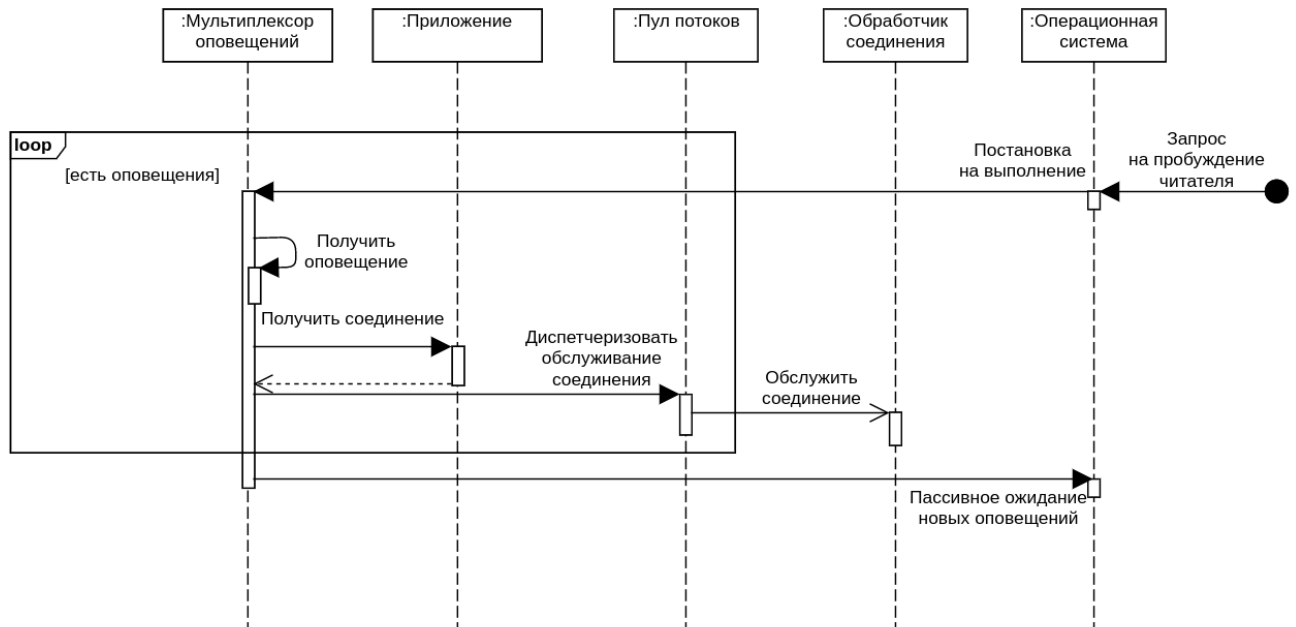 :Мультиплексор
оповещений
:Приложение
:Пул потоков
:Обработчик
соединения
:Операционная
система
loop
[есть оповещения]
Постановка
на выполнение
Запрос
на пробуждение
читателя
Получить
оповещение
Получить соединение
Диспетчеризовать
обслуживание
соединения
Обслужить
соединение
Пассивное ожидание
новых оповещений